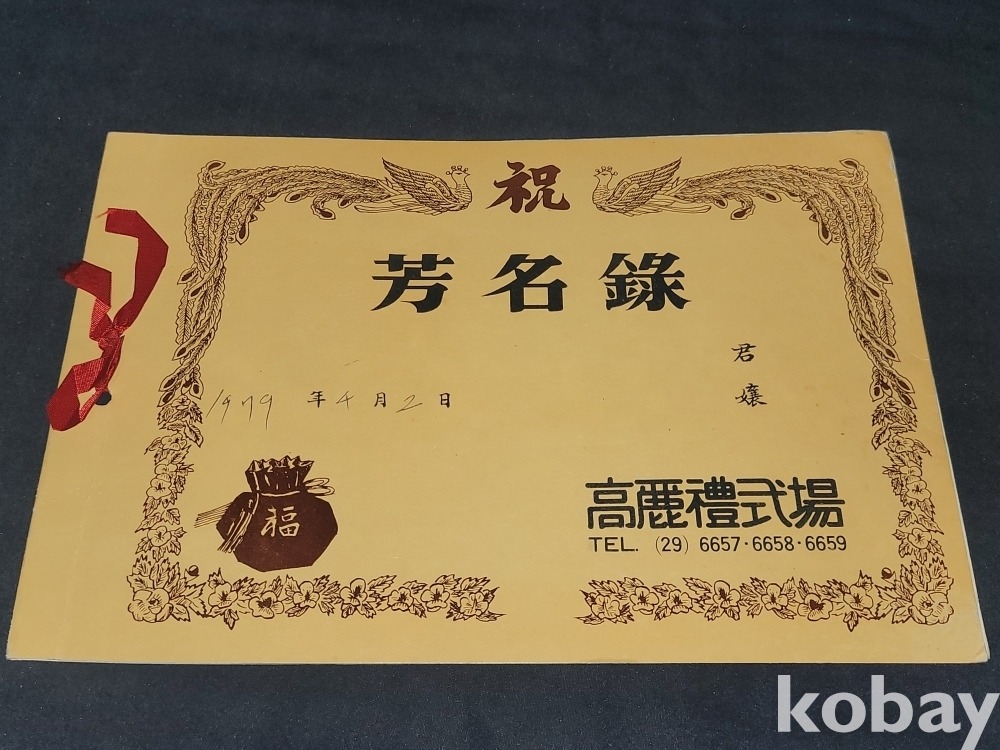 祝
芳名錄
君
嬢
1979 年 4 月 2 日
福
高麗禮式場
TEL. (29) 6657·6658·6659
kobay